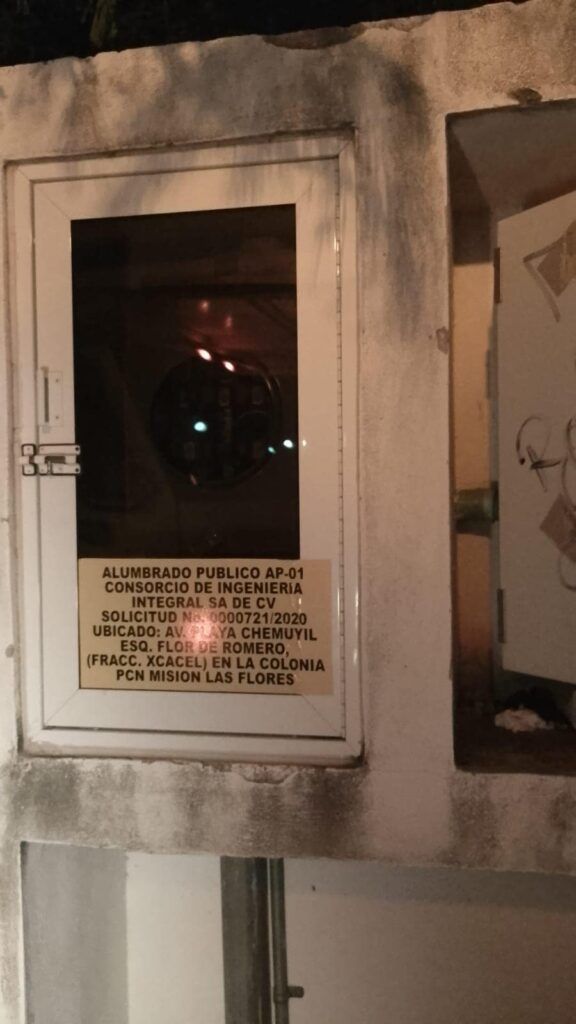 ALUMBRADO PUBLICO AP-01
CONSORCIO DE INGENIERIA
INTEGRAL SA DE CV
SOLICITUD No. 0000721/2020
UBICADO: AV. PLAYA CHEMUYIL
ESQ. FLOR DE ROMERO,
(FRACC. XCACEL) EN LA COLONIA
PCN MISION LAS FLORES